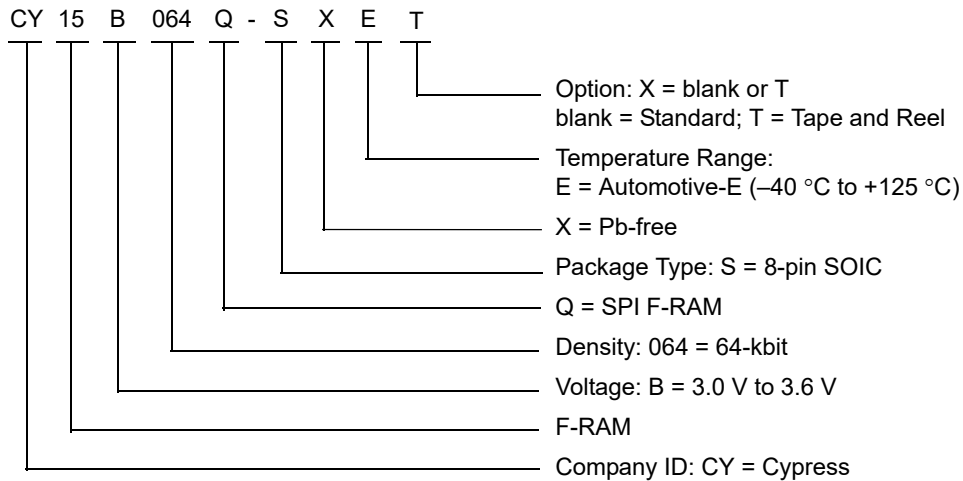 CY 15 B 064 Q - S X E T
Option: X = blank or T
blank = Standard; T = Tape and Reel
Temperature Range:
E = Automotive-E (–40 °C to +125 °C)
X = Pb-free
Package Type: S = 8-pin SOIC
Q = SPI F-RAM
Density: 064 = 64-kbit
Voltage: B = 3.0 V to 3.6 V
F-RAM
Company ID: CY = Cypress